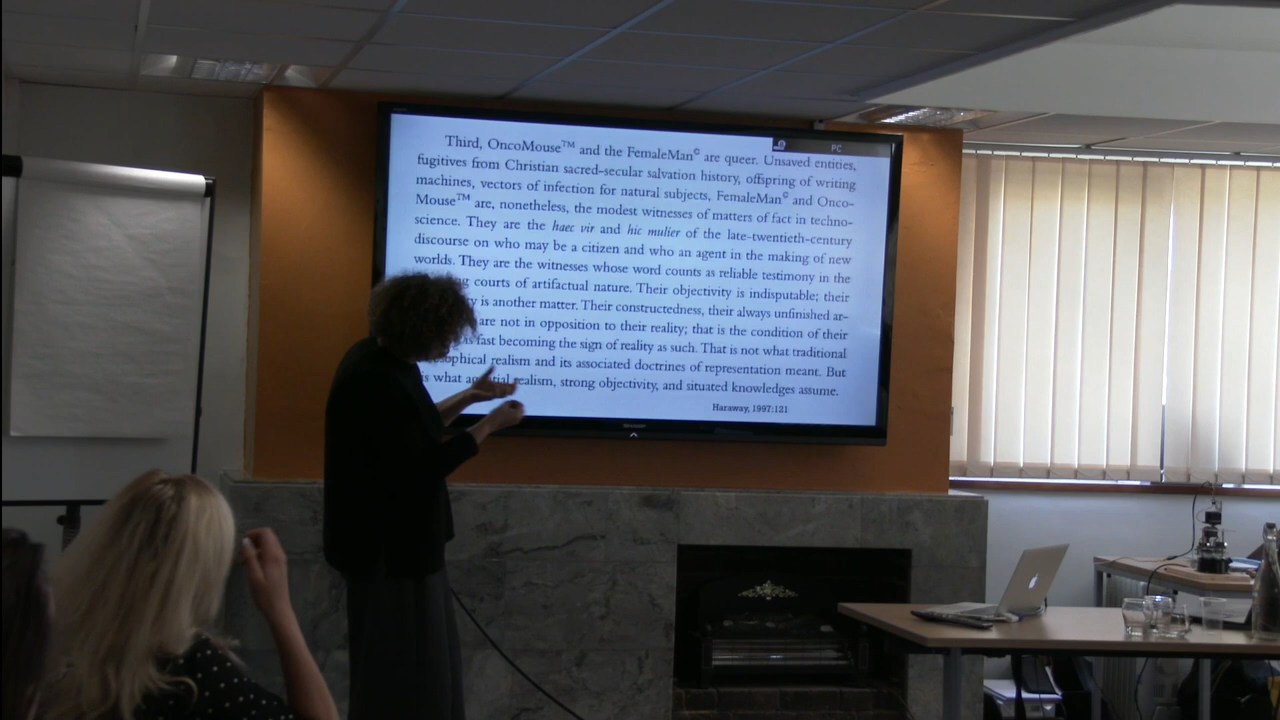 PC
Third, OncoMouse™ and the FemaleMan© are queer. Unsaved entities,
fugitives from Christian sacred-secular salvation history, offspring of writing
machines, vectors of infection for natural subjects, FemaleMan© and Onco-
Mouse™ are, nonetheless, the modest witnesses of matters of fact in techno-
science. They are the haec vir and hic mulier of the late-twentieth-century
discourse on who may be a citizen and who an agent in the making of new
worlds. They are the witnesses whose word counts as reliable testimony in the
courts of artifactual nature. Their objectivity is indisputable; their
is another matter. Their constructedness, their always unfinished ar-
are not in opposition to their reality; that is the condition of their
is fast becoming the sign of reality as such. That is not what traditional
realism and its associated doctrines of representation meant. But
is what realism, strong objectivity, and situated knowledges assume.
Haraway, 1997:121
SHARP